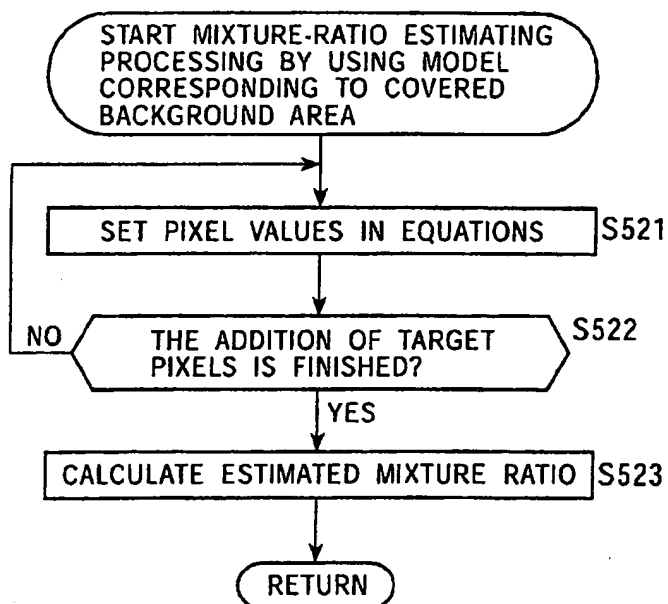 START MIXTURE-RATIO ESTIMATING
PROCESSING BY USING MODEL
CORRESPONDING TO COVERED
BACKGROUND AREA
SET PIXEL VALUES IN EQUATIONS
S521
THE ADDITION OF TARGET
PIXELS IS FINISHED?
S522
NO
YES
CALCULATE ESTIMATED MIXTURE RATIO
S523
RETURN